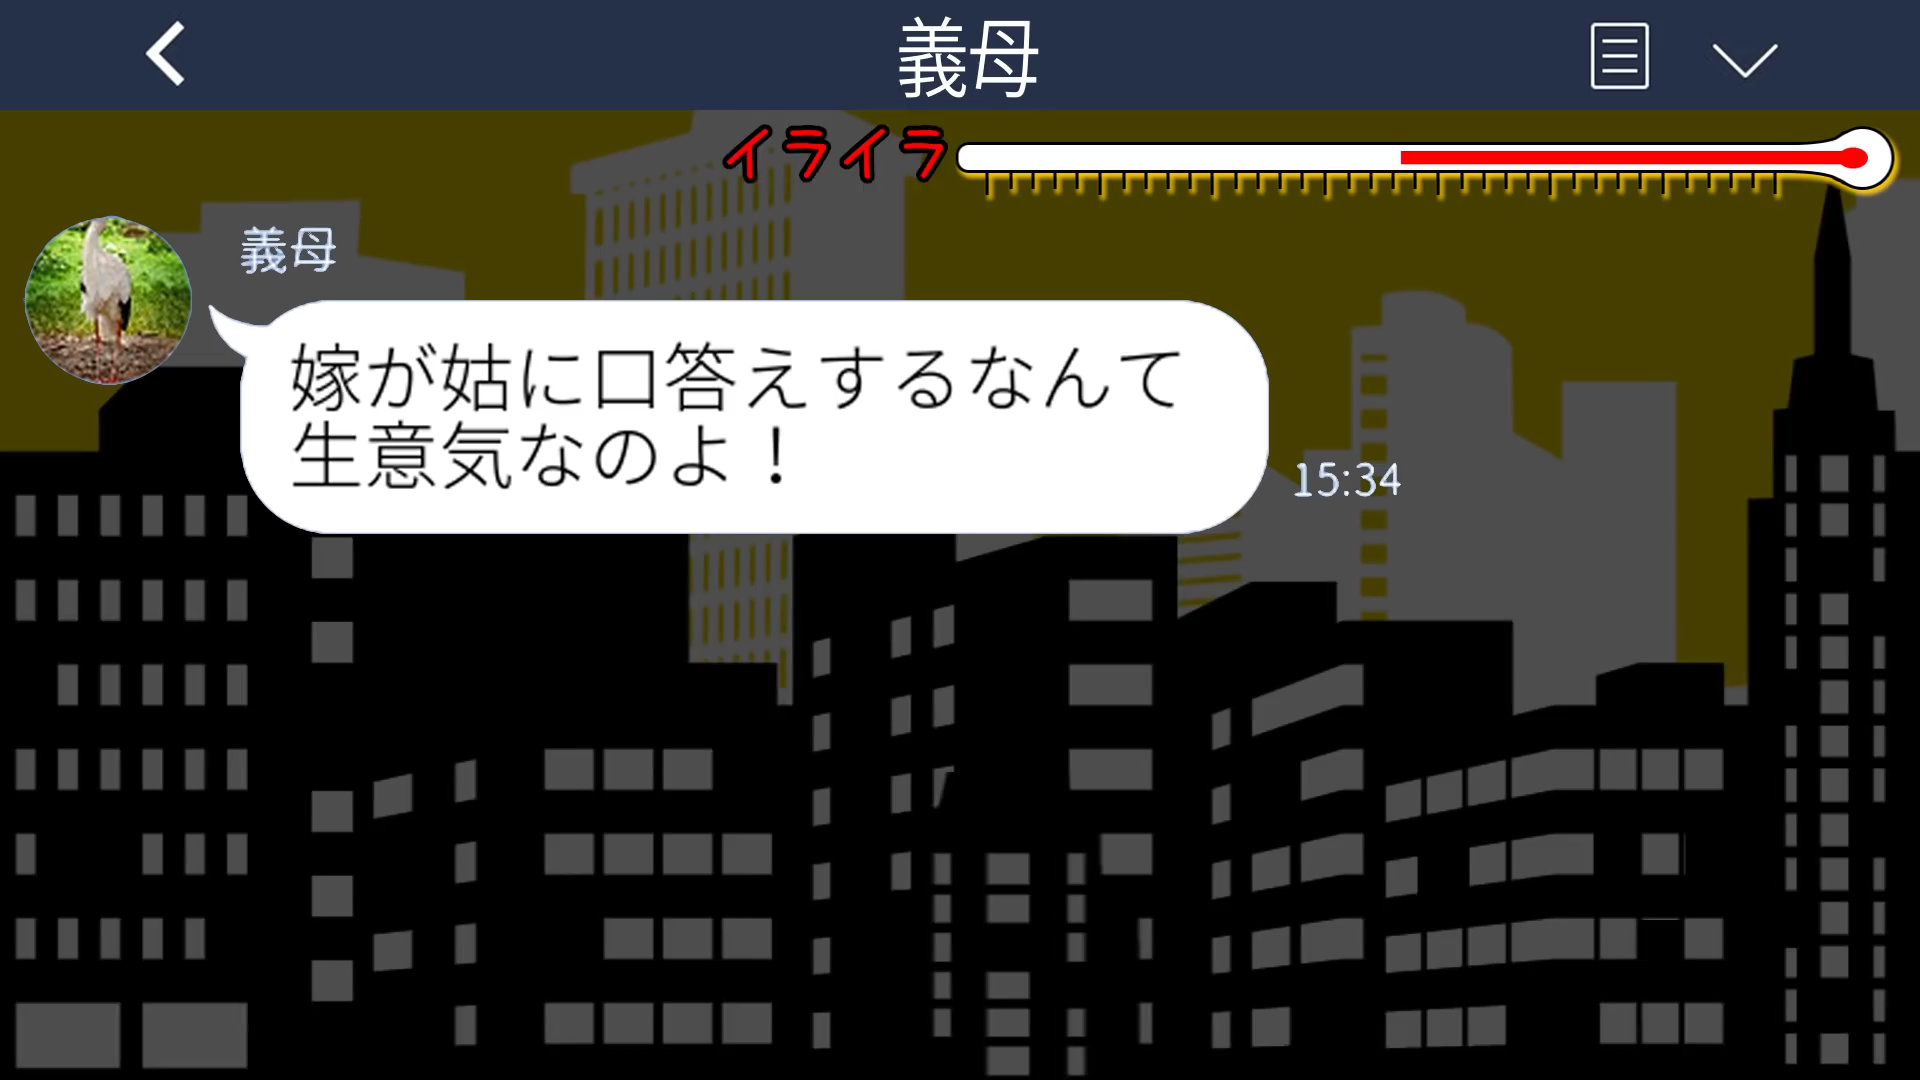 義母
イライラ
義母
嫁が姑に口答えするなんて
生意気なのよ！
15:34